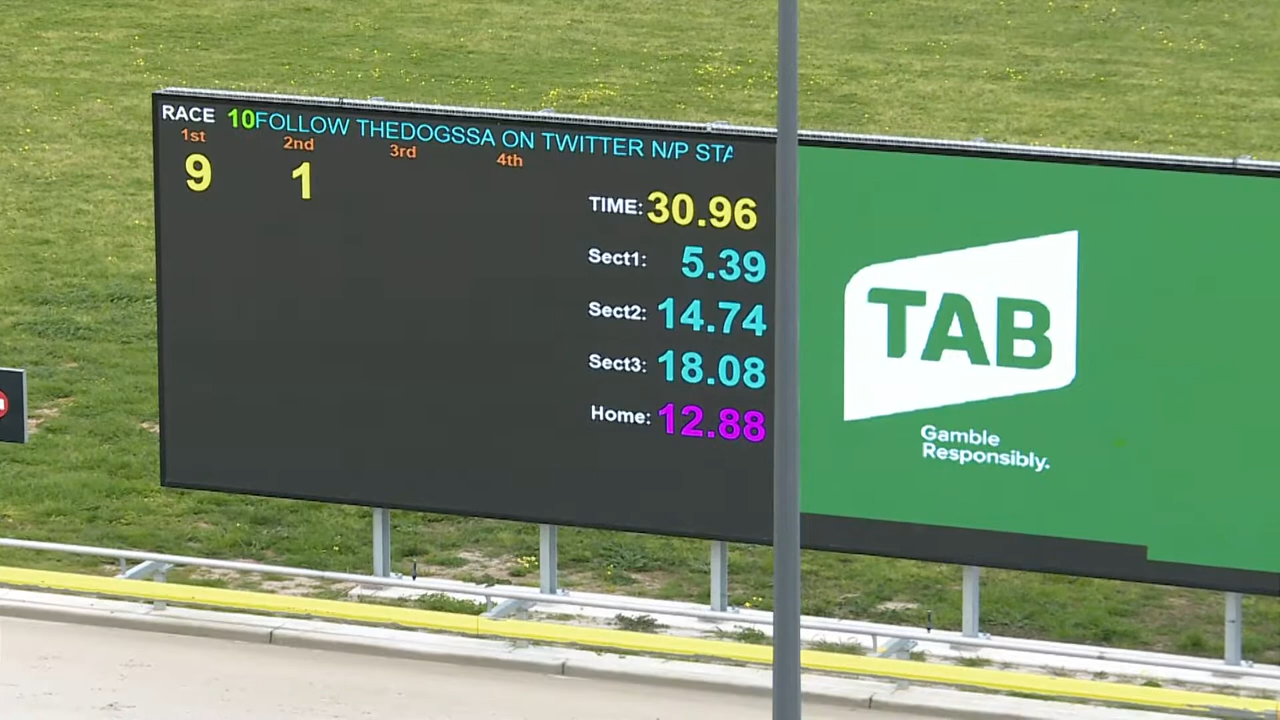 RACE 10FOLLOW THEDOGSSA ON TWITTER N/P STA
1st 2nd 3rd 4th
9 1
TIME: 30.96
Sect1: 5.39
Sect2: 14.74
Sect3: 18.08
Home: 12.88
TAB
Gamble
Responsibly.